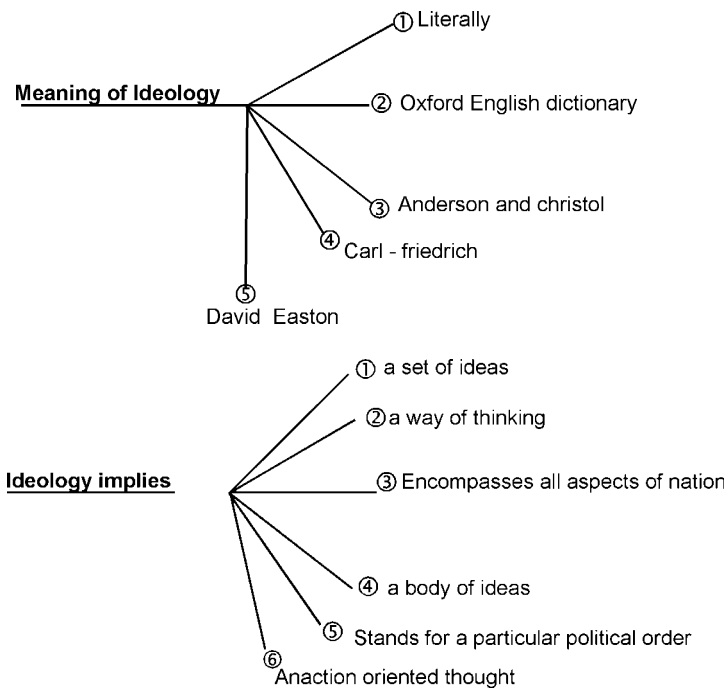 ① Literally
Meaning of Ideology
② Oxford English dictionary
③ Anderson and christol
④ Carl - friedrich
⑤
David Easton
① a set of ideas
② a way of thinking
Ideology implies
③ Encompasses all aspects of nation
④ a body of ideas
⑤ Stands for a particular political order
⑥
Anaction oriented thought